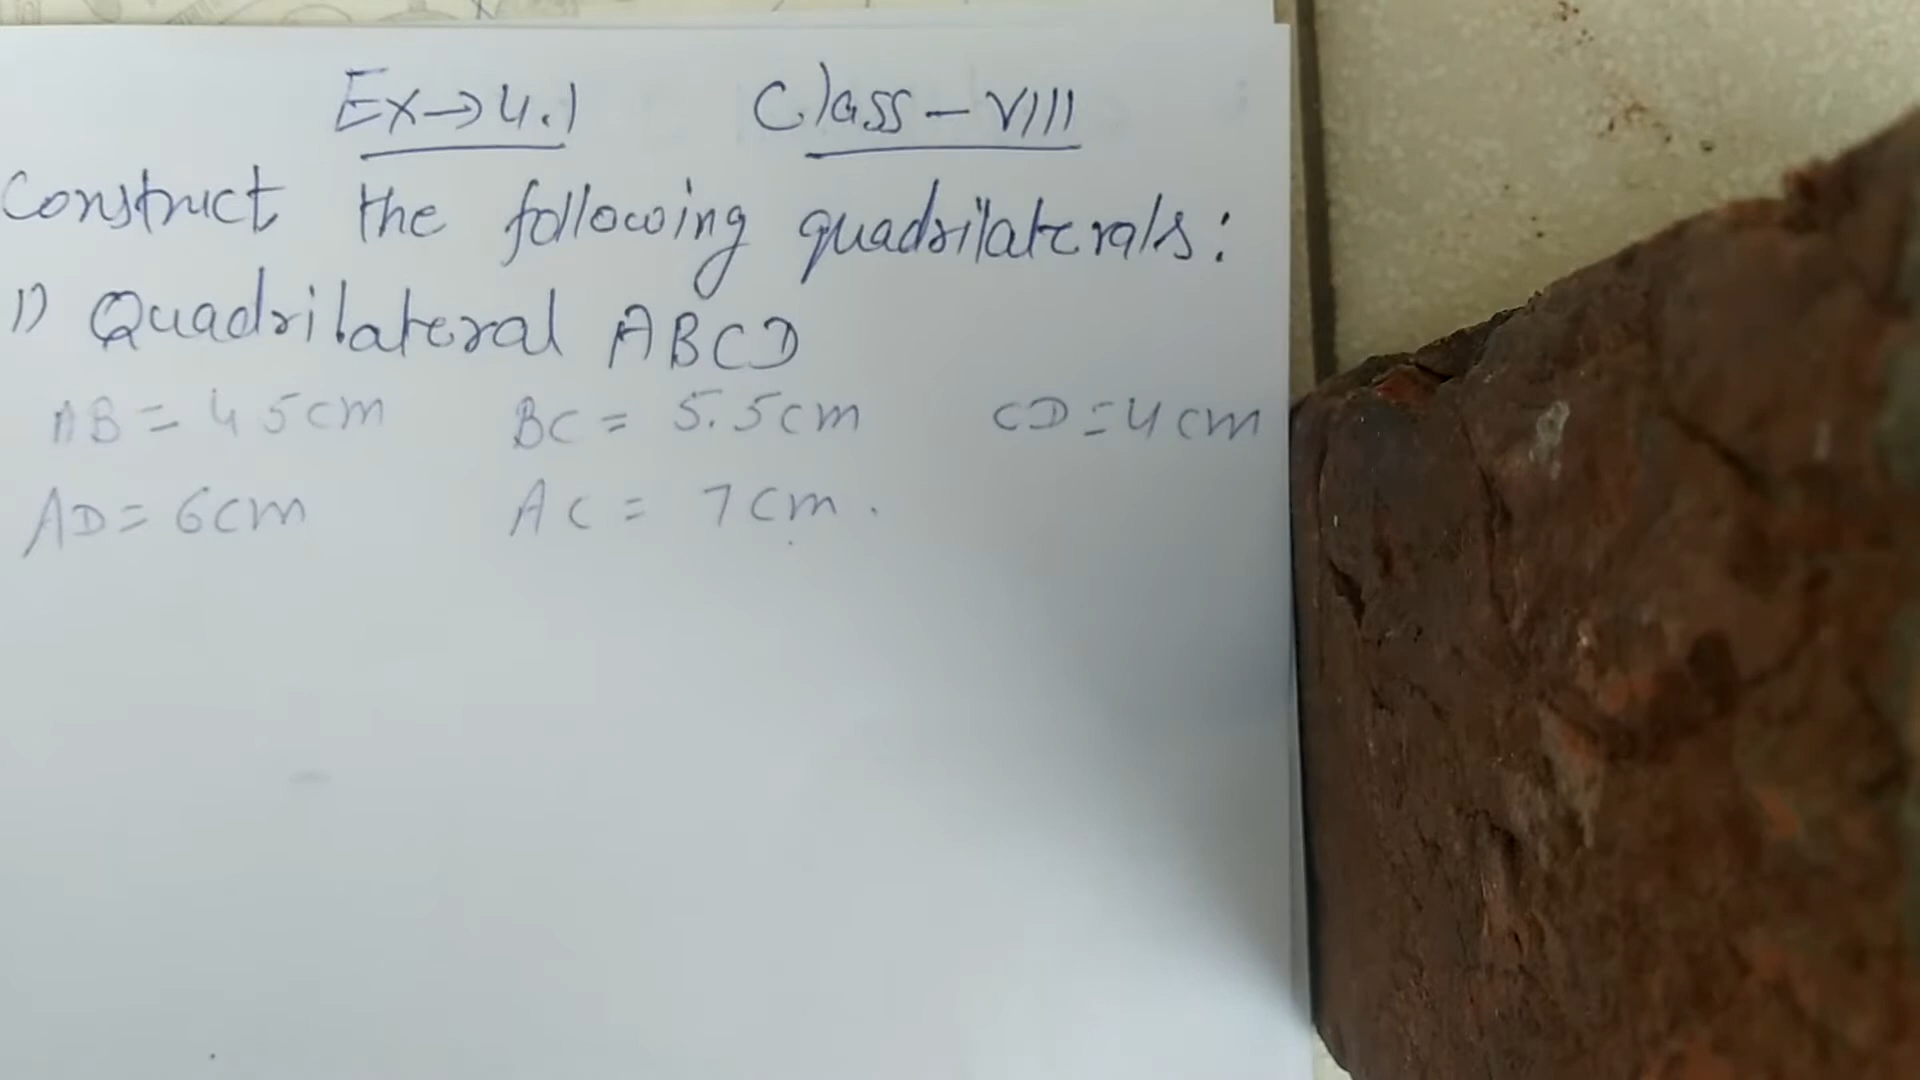 Ex→4.1 Class - VIII
Construct the following quadrilaterals:
1) Quadrilateral ABCD
AB = 4 5cm BC = 5.5cm CD = 4cm
AD = 6cm AC = 7cm.